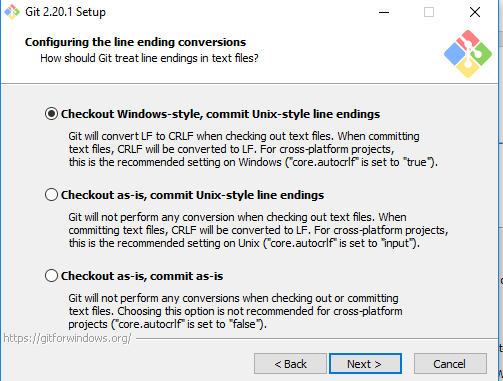 Git 2.20.1 Setup
Configuring the line ending conversions
How should Git treat line endings in text files?
Checkout Windows-style, commit Unix-style line endings
Git will convert LF to CRLF when checking out text files. When committing
text files, CRLF will be converted to LF. For cross-platform projects,
this is the recommended setting on Windows ("core.autocrlf" is set to "true").
Checkout as-is, commit Unix-style line endings
Git will not perform any conversion when checking out text files. When
committing text files, CRLF will be converted to LF. For cross-platform projects,
this is the recommended setting on Unix ("core.autocrlf" is set to "input").
Checkout as-is, commit as-is
Git will not perform any conversions when checking out or committing
text files. Choosing this option is not recommended for cross-platform
projects ("core.autocrlf" is set to "false").
https://gitforwindows.org/
< Back
Next >
Cancel